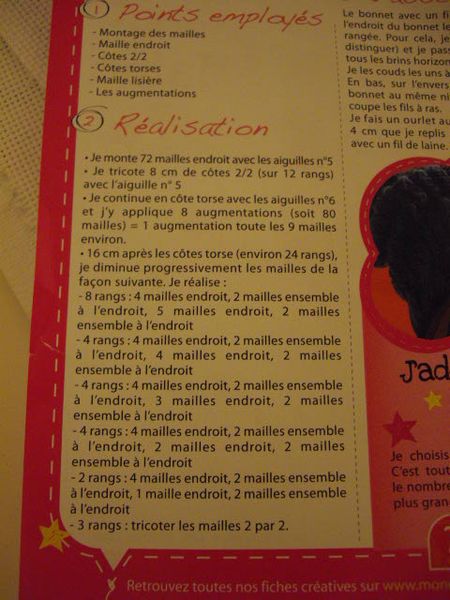 1 Points employés
- Montage des mailles
- Maille endroit
- Côtes 2/2
- Côtes torses
- Maille lisière
- Les augmentations
2 Réalisation
• Je monte 72 mailles endroit avec les aiguilles n°5
• Je tricote 8 cm de côtes 2/2 (sur 12 rangs)
avec l'aiguille n° 5
• Je continue en côte torse avec les aiguilles n°6
et j'y applique 8 augmentations (soit 80
mailles) = 1 augmentation toute les 9 mailles
environ.
• 16 cm après les côtes torse (environ 24 rangs),
je diminue progressivement les mailles de la
façon suivante. Je réalise :
- 8 rangs : 4 mailles endroit, 2 mailles ensemble
à l'endroit, 5 mailles endroit, 2 mailles
ensemble à l'endroit
- 4 rangs : 4 mailles endroit, 2 mailles ensemble
à l'endroit, 4 mailles endroit, 2 mailles
ensemble à l'endroit
- 4 rangs : 4 mailles endroit, 2 mailles ensemble
à l'endroit, 3 mailles endroit, 2 mailles
ensemble à l'endroit
- 4 rangs : 4 mailles endroit, 2 mailles ensemble
à l'endroit, 2 mailles endroit, 2 mailles
ensemble à l'endroit
- 2 rangs : 4 mailles endroit, 2 mailles ensemble
à l'endroit, 1 maille endroit, 2 mailles ensemble
à l'endroit
- 3 rangs : tricoter les mailles 2 par 2.
Le bonnet avec un fi
l'endroit du bonnet le
rangée. Pour cela, je
distinguer) et je pass
tous les brins horizon
Je les couds les uns à
En bas, sur l'envers
bonnet au même ni
coupe les fils à ras.
Je fais un ourlet au
4 cm que je replis
avec un fil de laine.
J'ad
Je choisis
C'est tout
le nombre
plus gran
Retrouvez toutes nos fiches créatives sur www.mon